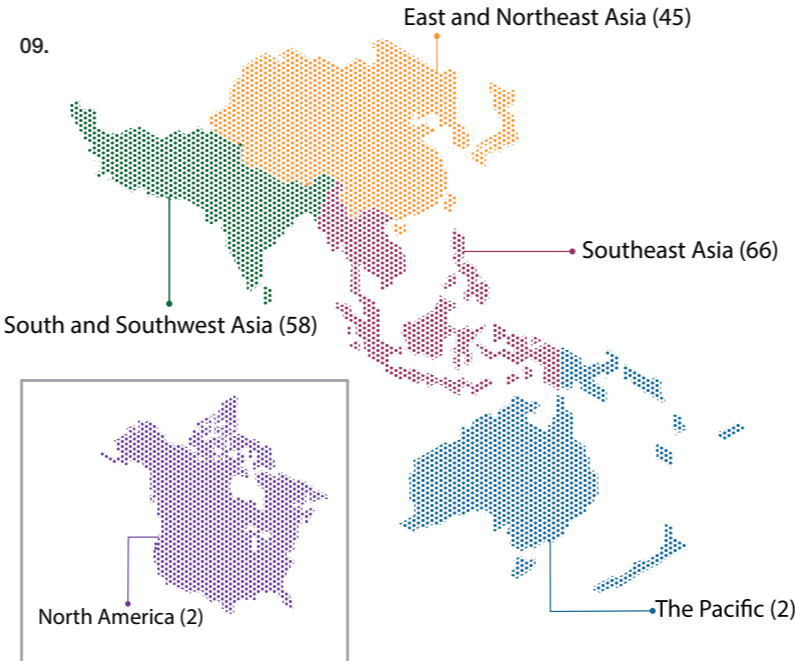 East and Northeast Asia (45)
09.
Southeast Asia (66)
South and Southwest Asia (58)
North America (2)
The Pacific (2)